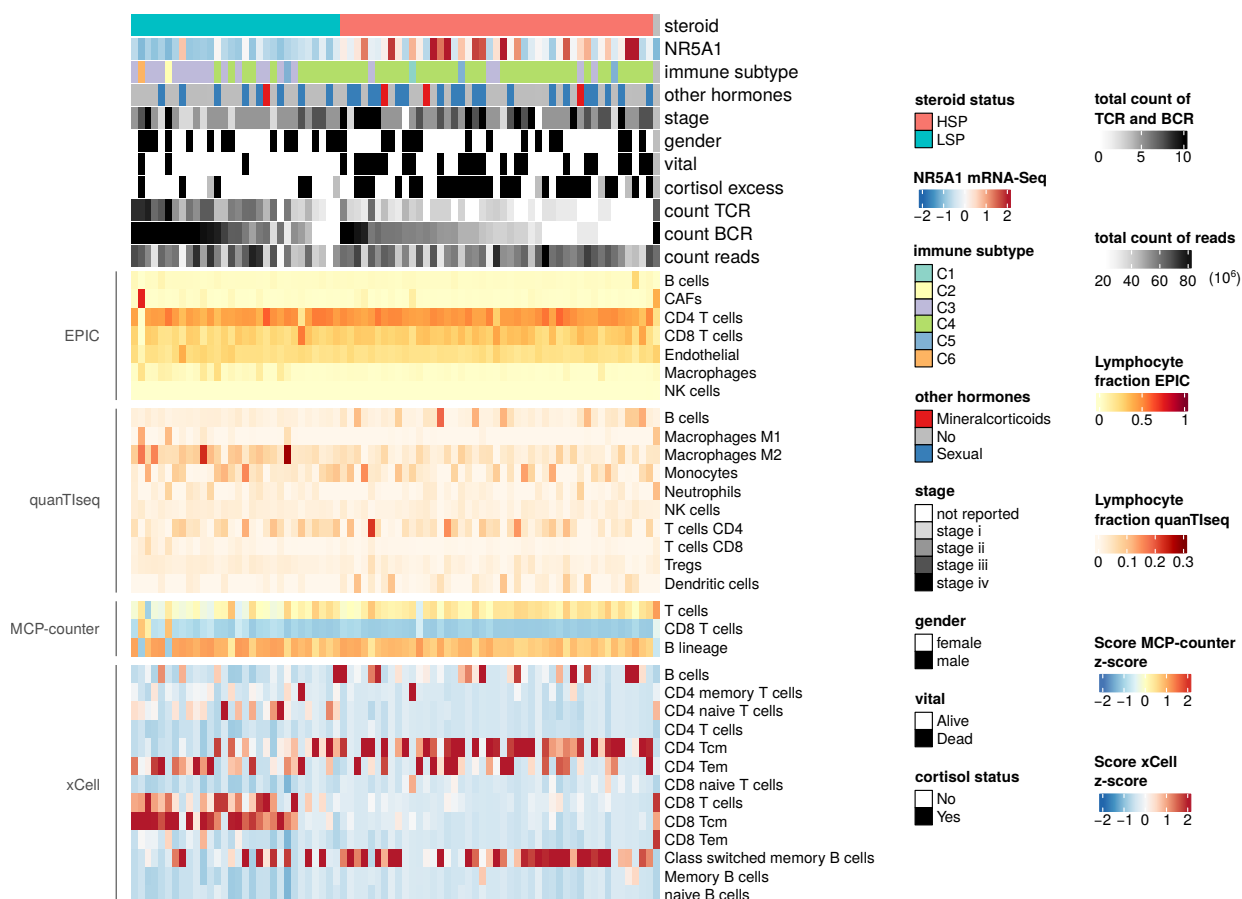 steroid
NR5A1
immune subtype
other hormones
stage
gender
vital
cortisol excess
count TCR
count BCR
count reads
EPIC
B cells
CAFs
CD4 T cells
CD8 T cells
Endothelial
Macrophages
NK cells
quanTIseq
B cells
Macrophages M1
Macrophages M2
Monocytes
Neutrophils
NK cells
T cells CD4
T cells CD8
Tregs
Dendritic cells
MCP-counter
T cells
CD8 T cells
B lineage
xCell
B cells
CD4 memory T cells
CD4 naive T cells
CD4 T cells
CD4 Tcm
CD4 Tem
CD8 naive T cells
CD8 T cells
CD8 Tcm
CD8 Tem
Class switched memory B cells
Memory B cells
naive B cells
steroid status
HSP
LSP
NR5A1 mRNA-Seq
−2 −1 0 1 2
immune subtype
C1
C2
C3
C4
C5
C6
other hormones
Mineralcorticoids
No
Sexual
stage
not reported
stage i
stage ii
stage iii
stage iv
gender
female
male
vital
Alive
Dead
cortisol status
No
Yes
total count of
TCR and BCR
0 5 10
total count of reads
20 40 60 80 (10⁶)
Lymphocyte
fraction EPIC
0 0.5 1
Lymphocyte
fraction quanTIseq
0 0.1 0.2 0.3
Score MCP-counter
z-score
−2 −1 0 1 2
Score xCell
z-score
−2 −1 0 1 2